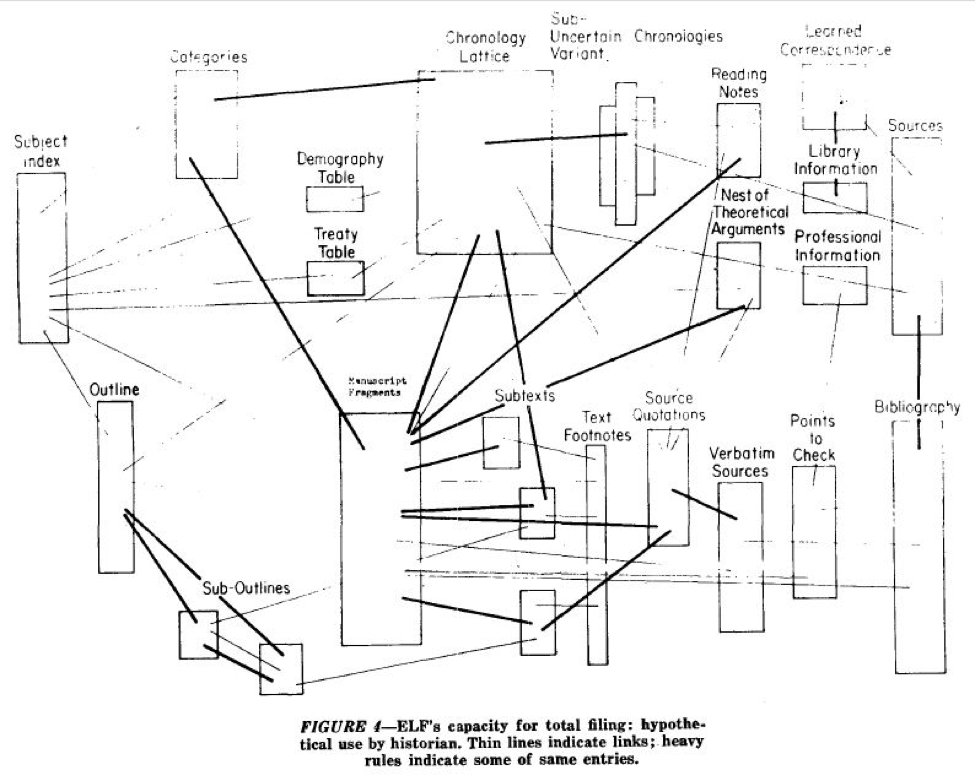 Categories
Chronology
Lattice
Sub-
Uncertain
Variant.
Chronologies
Learned
Correspondence
Reading
Notes
Subject
index
Demography
Table
Library
Information
Sources
Nest of
Theoretical
Arguments
Treaty
Table
Professional
Information
Outline
Manuscript
Fragments
Subtexts
Text
Footnotes
Source
Quotations
Verbatim
Sources
Points
to
Check
Bibliography
Sub-Outlines
FIGURE 4—ELF's capacity for total filing: hypothe-
tical use by historian. Thin lines indicate links; heavy
rules indicate some of same entries.